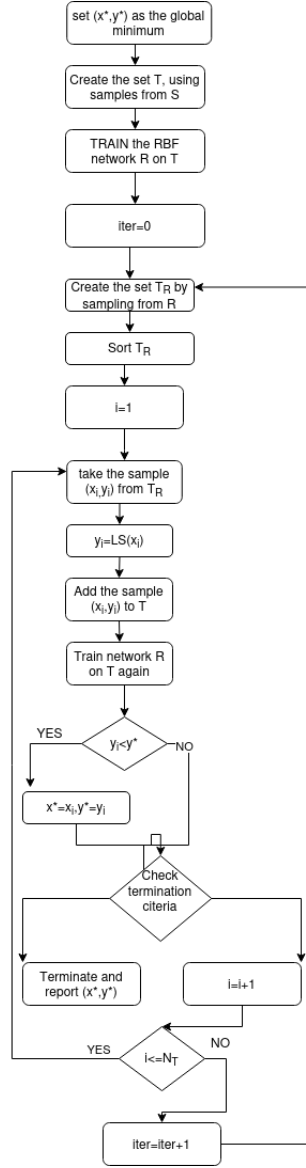 set (x*,y*) as the global
minimum
Create the set T, using
samples from S
TRAIN the RBF
network R on T
iter=0
Create the set T_R by
sampling from R
Sort T_R
i=1
take the sample
(x_i,y_i) from T_R
y_i=LS(x_i)
Add the sample
(x_i,y_i) to T
Train network R
on T again
YES
y_i<y*
NO
x*=x_i,y*=y_i
Check
termination
citeria
Terminate and
report (x*,y*)
i=i+1
YES
i<=N_T
NO
iter=iter+1